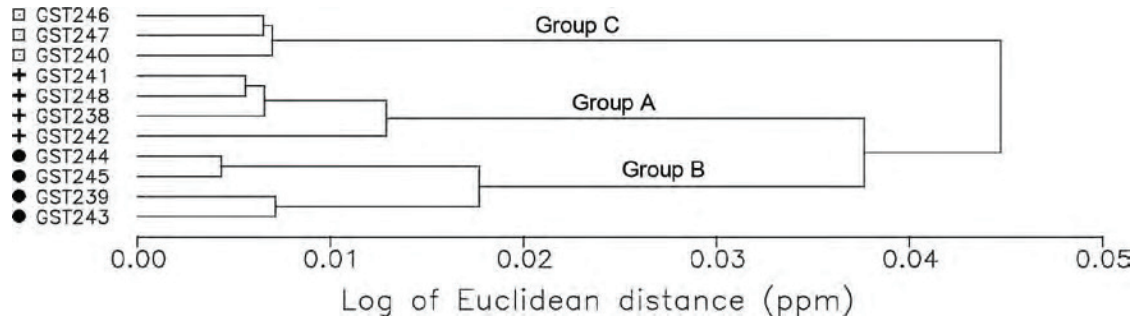 GST246
Group C
GST247
GST240
GST241
GST248
Group A
GST238
GST242
GST244
GST245
Group B
GST239
GST243
0.00 0.01 0.02 0.03 0.04 0.05
Log of Euclidean distance (ppm)